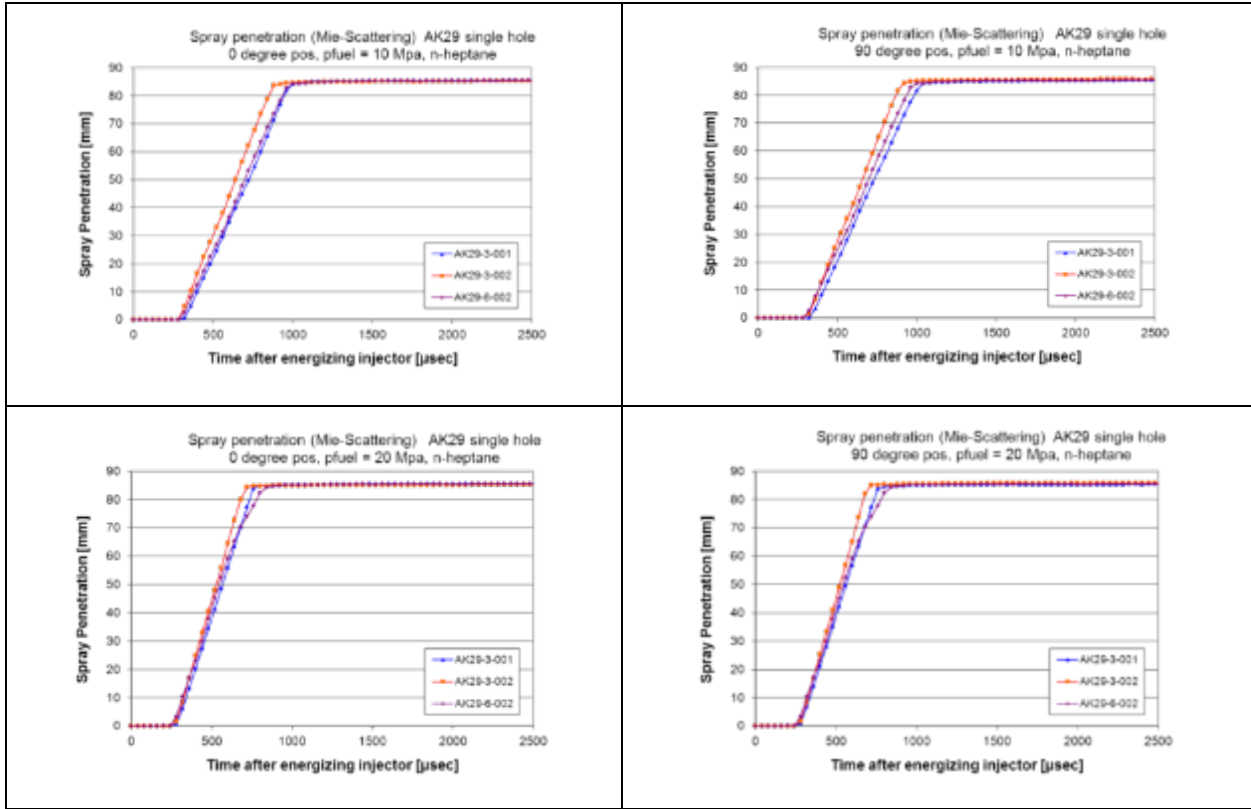 Spray penetration (Mie-Scattering) AK29 single hole
0 degree pos, pfuel = 10 Mpa, n-heptane
90
80
70
60
50
40
30
20
10
0
Spray Penetration [mm]
AK29-3-001
AK29-3-002
AK29-6-002
0 500 1000 1500 2000 2500
Time after energizing injector [µsec]
Spray penetration (Mie-Scattering) AK29 single hole
90 degree pos, pfuel = 10 Mpa, n-heptane
90
80
70
60
50
40
30
20
10
0
Spray Penetration [mm]
AK29-3-001
AK29-3-002
AK29-6-002
0 500 1000 1500 2000 2500
Time after energizing injector [µsec]
Spray penetration (Mie-Scattering) AK29 single hole
0 degree pos, pfuel = 20 Mpa, n-heptane
90
80
70
60
50
40
30
20
10
0
Spray Penetration [mm]
AK29-3-001
AK29-3-002
AK29-6-002
0 500 1000 1500 2000 2500
Time after energizing injector [µsec]
Spray penetration (Mie-Scattering) AK29 single hole
90 degree pos, pfuel = 20 Mpa, n-heptane
90
80
70
60
50
40
30
20
10
0
Spray Penetration [mm]
AK29-3-001
AK29-3-002
AK29-6-002
0 500 1000 1500 2000 2500
Time after energizing injector [µsec]